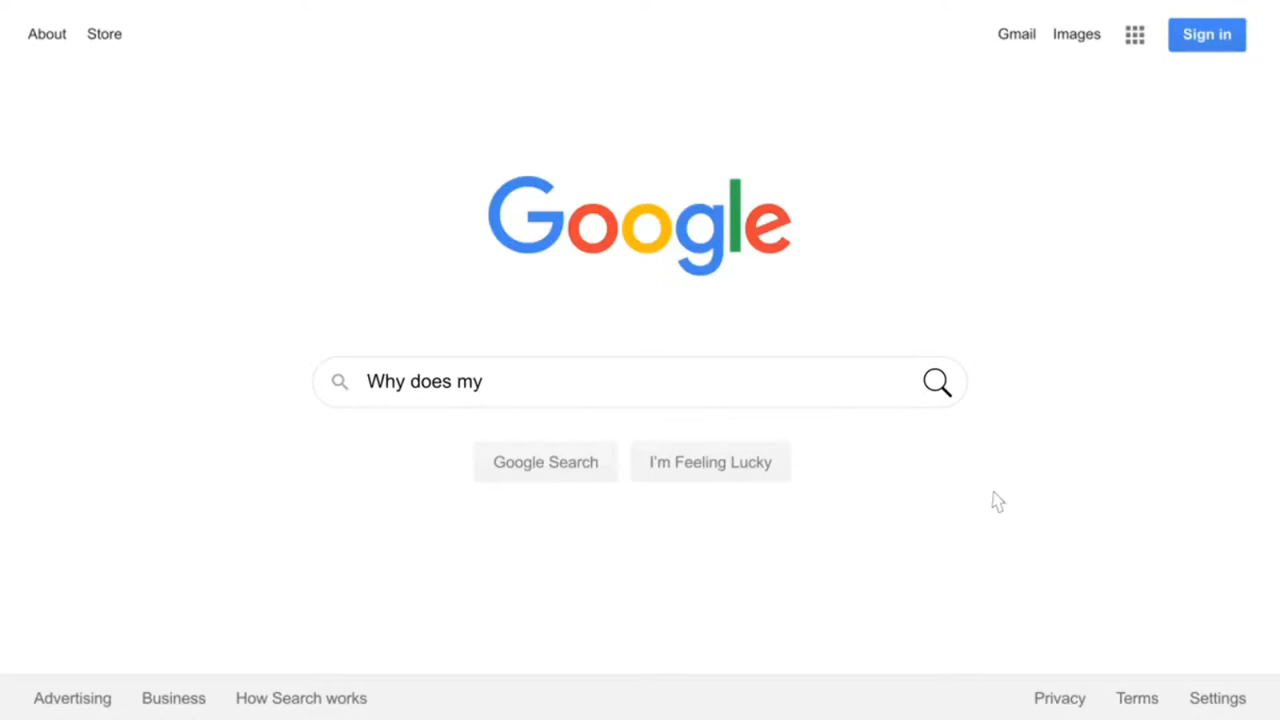 About Store Gmail Images Sign in
Google
Why does my
Google Search I'm Feeling Lucky
Advertising Business How Search works Privacy Terms Settings